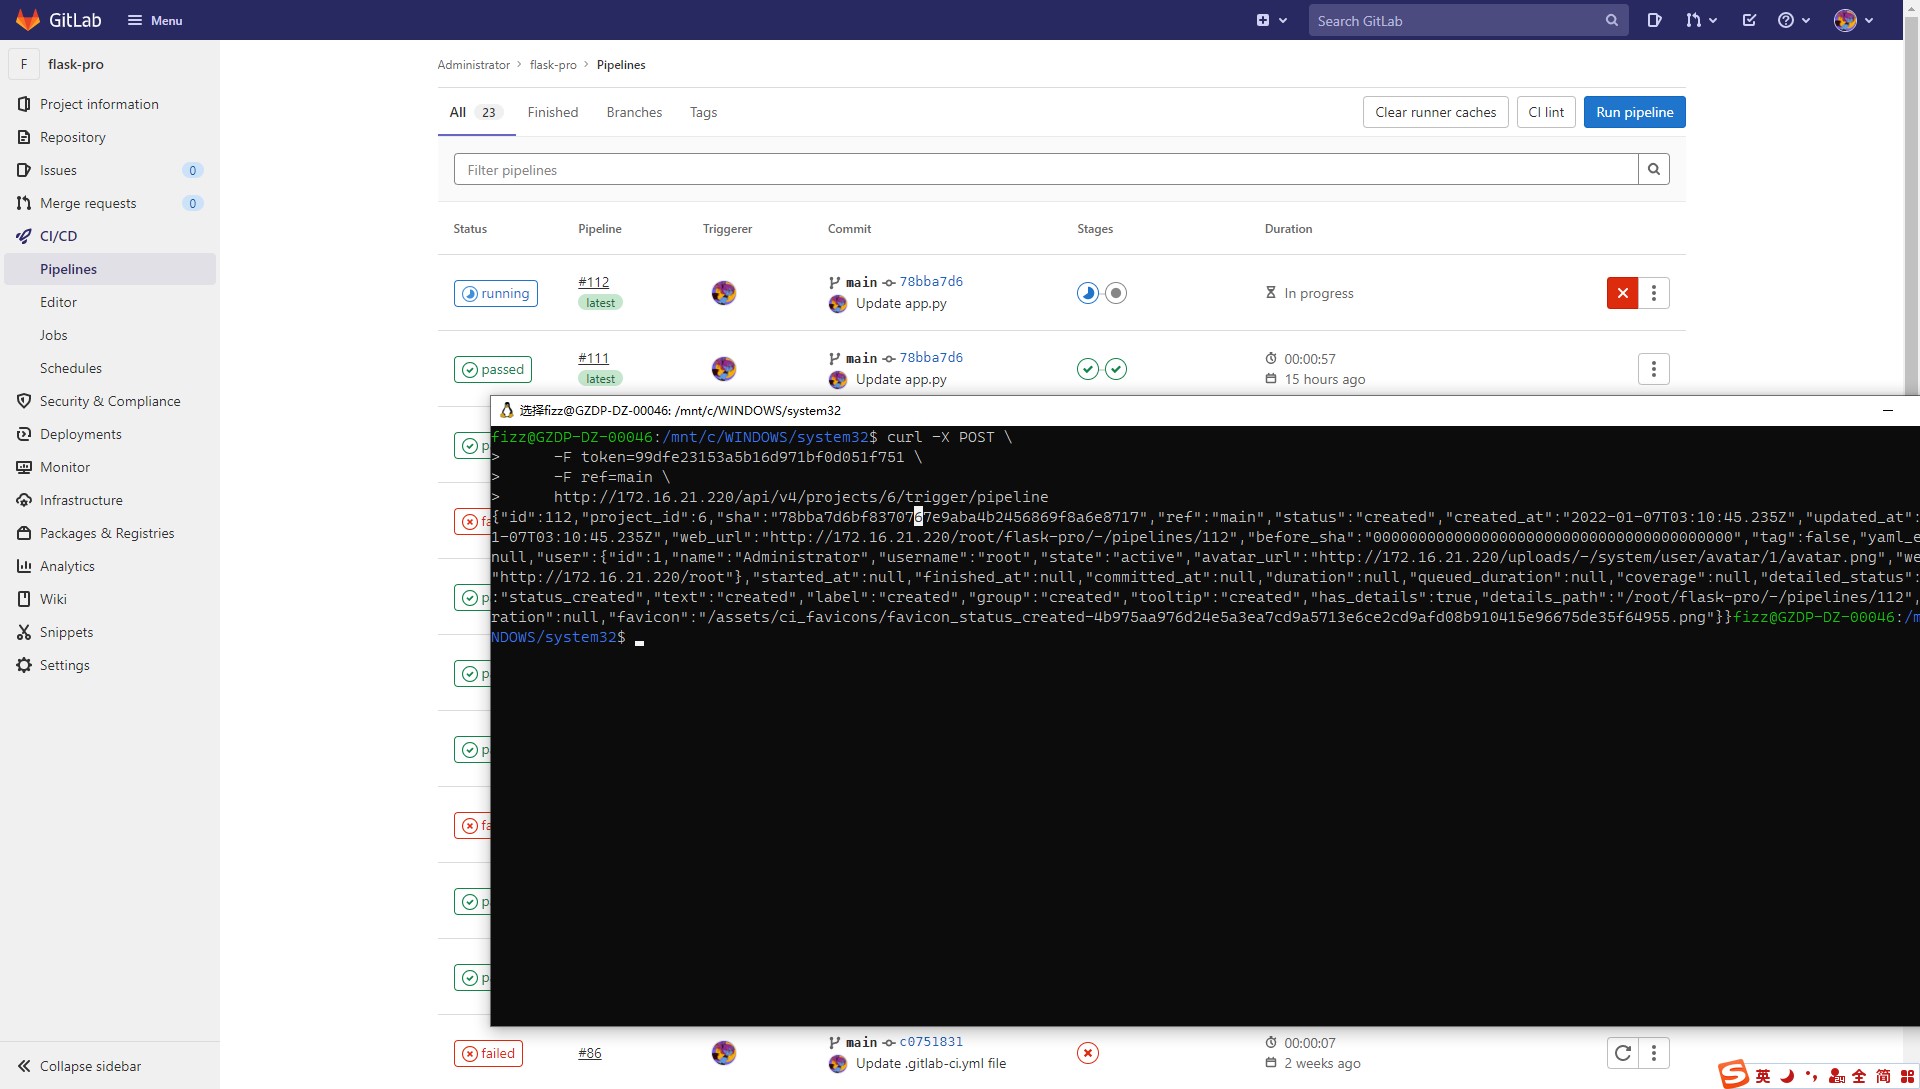 GitLab
Menu
Search GitLab
F
flask-pro
Project information
Repository
Issues 0
Merge requests 0
CI/CD
Pipelines
Editor
Jobs
Schedules
Security & Compliance
Deployments
Monitor
Infrastructure
Packages & Registries
Analytics
Wiki
Snippets
Settings
Collapse sidebar
Administrator > flask-pro > Pipelines
All 23 Finished Branches Tags
Clear runner caches CI lint Run pipeline
Filter pipelines
Status Pipeline Triggerer Commit Stages Duration
running #112 main 78bba7d6 In progress
latest Update app.py
passed #111 main 78bba7d6 00:00:57
latest Update app.py 15 hours ago
选择fizz@GZDP-DZ-00046: /mnt/c/WINDOWS/system32
fizz@GZDP-DZ-00046:/mnt/c/WINDOWS/system32$ curl -X POST \
> -F token=99dfe23153a5b16d971bf0d051f751 \
> -F ref=main \
> http://172.16.21.220/api/v4/projects/6/trigger/pipeline
{"id":112,"project_id":6,"sha":"78bba7d6bf8370767e9aba4b2456869f8a6e8717","ref":"main","status":"created","created_at":"2022-01-07T03:10:45.235Z","updated_at":
1-07T03:10:45.235Z","web_url":"http://172.16.21.220/root/flask-pro/-/pipelines/112","before_sha":"0000000000000000000000000000000000000000","tag":false,"yaml_e
null,"user":{"id":1,"name":"Administrator","username":"root","state":"active","avatar_url":"http://172.16.21.220/uploads/-/system/user/avatar/1/avatar.png","we
"http://172.16.21.220/root"},"started_at":null,"finished_at":null,"committed_at":null,"duration":null,"queued_duration":null,"coverage":null,"detailed_status":
:"status_created","text":"created","label":"created","group":"created","tooltip":"created","has_details":true,"details_path":"/root/flask-pro/-/pipelines/112",
ration":null,"favicon":"/assets/ci_favicons/favicon_status_created-4b975aa976d24e5a3ea7cd9a5713e6ce2cd9afd08b910415e96675de35f64955.png"}}fizz@GZDP-DZ-00046:/m
NDOWS/system32$
p
fa
p
p
p
fa
p
p
failed #86 main c0751831 00:00:07
Update .gitlab-ci.yml file 2 weeks ago
S 英 全 简